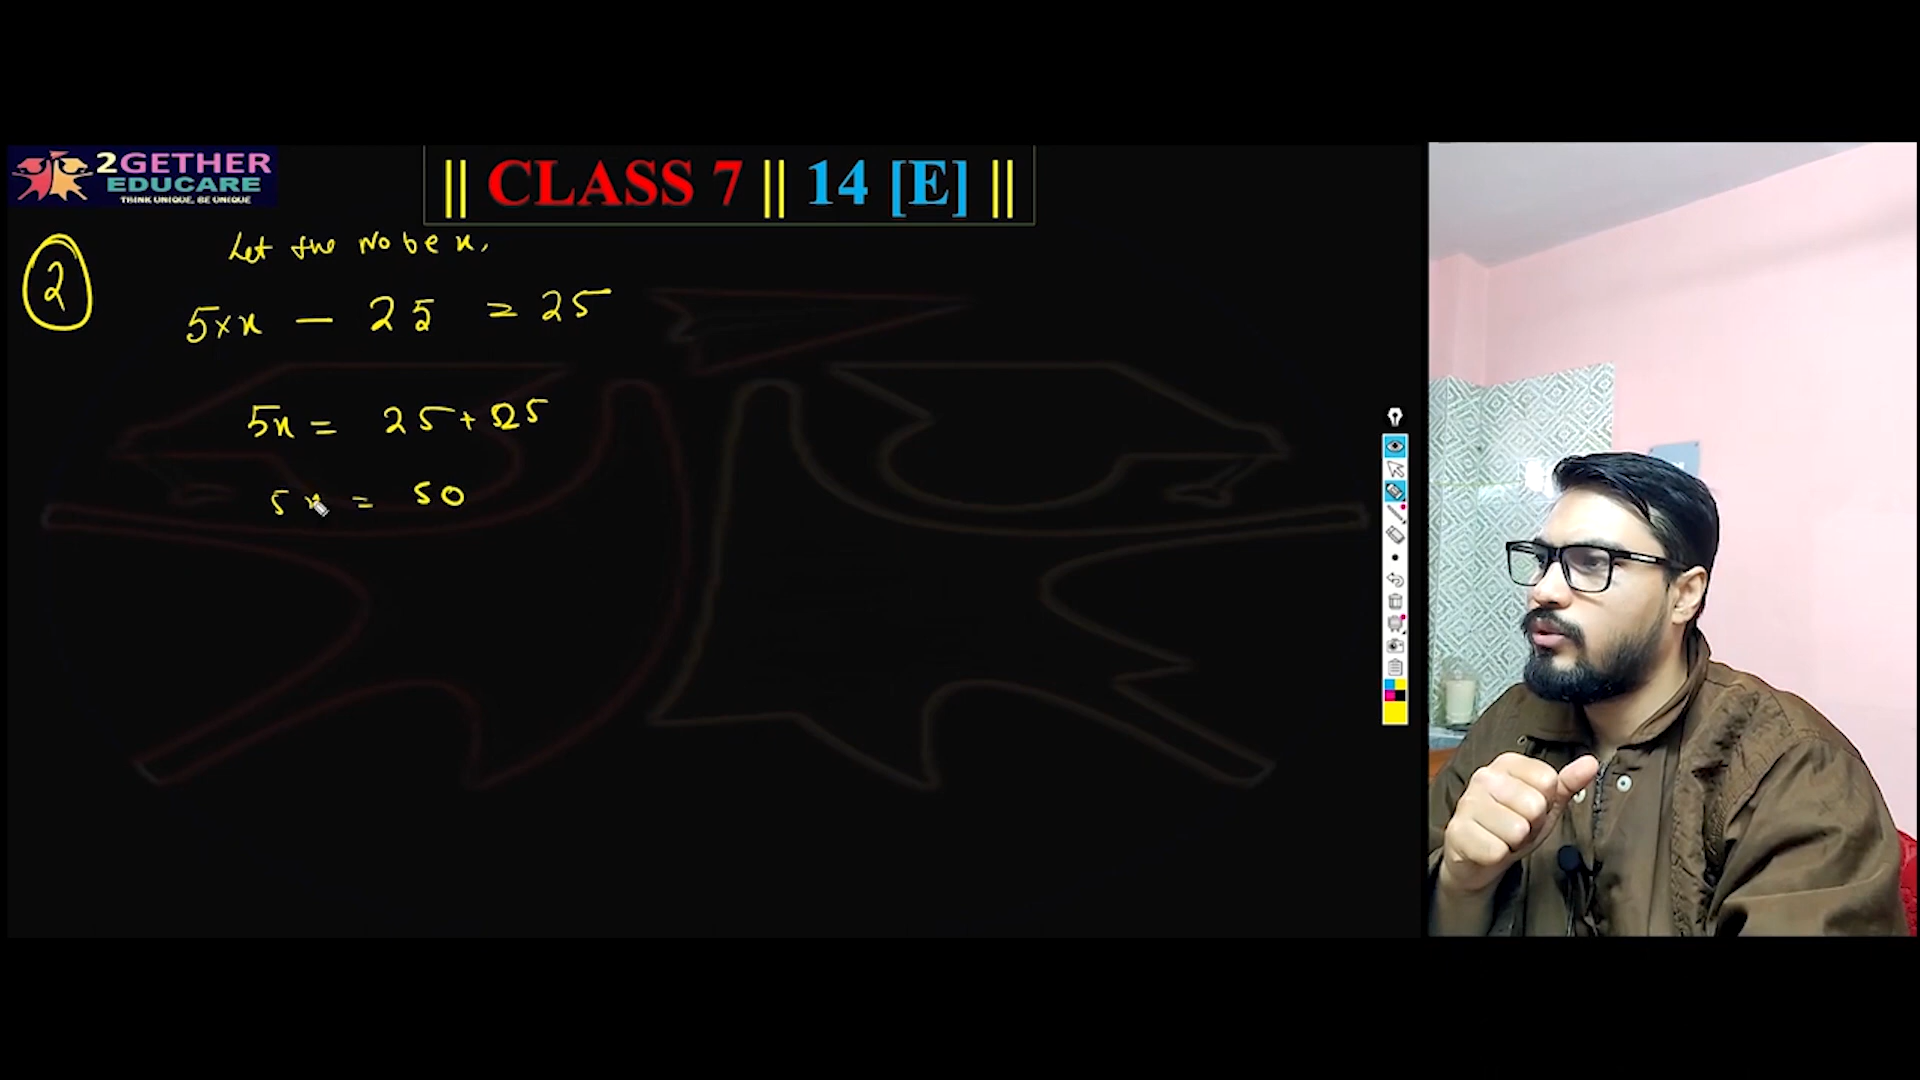 2GETHER
EDUCARE
THINK UNIQUE, BE UNIQUE
|| CLASS 7 || 14 [E] ||
2
Let the No be x,
5×x − 25 = 25
5x = 25 + 25
5x = 50